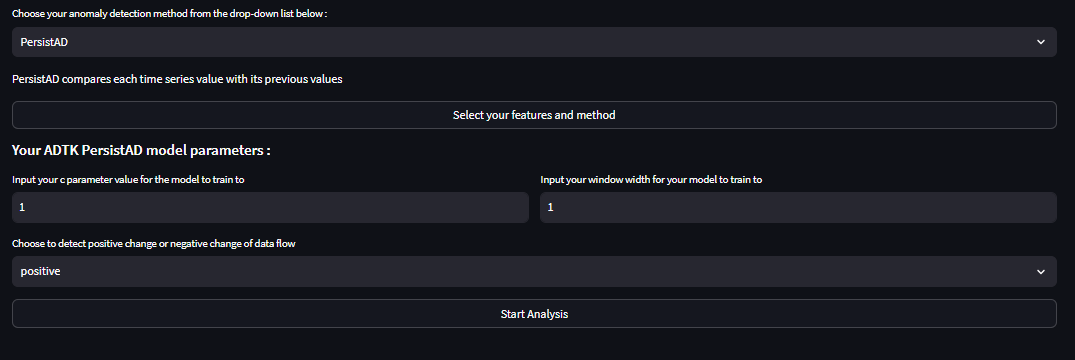 Choose your anomaly detection method from the drop-down list below :
PersistAD
PersistAD compares each time series value with its previous values
Select your features and method
Your ADTK PersistAD model parameters :
Input your c parameter value for the model to train to
Input your window width for your model to train to
1
1
Choose to detect positive change or negative change of data flow
positive
Start Analysis